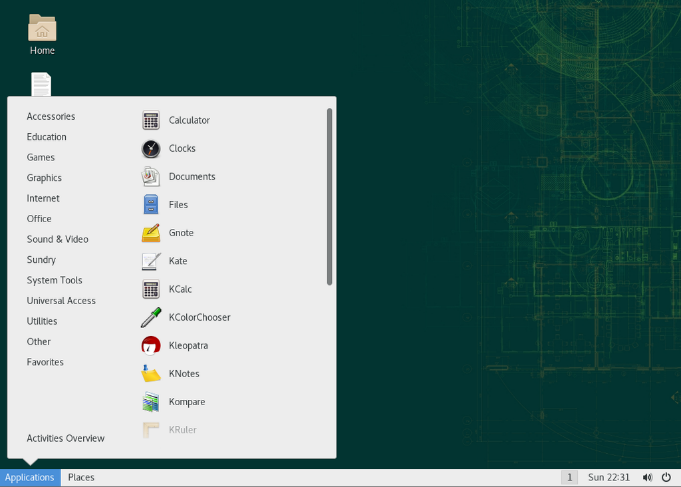 Home
Accessories
Education
Games
Graphics
Internet
Office
Sound & Video
Sundry
System Tools
Universal Access
Utilities
Other
Favorites
Activities Overview
Calculator
Clocks
Documents
Files
Gnote
Kate
KCalc
KColorChooser
Kleopatra
KNotes
Kompare
KRuler
Applications Places 1 Sun 22:31